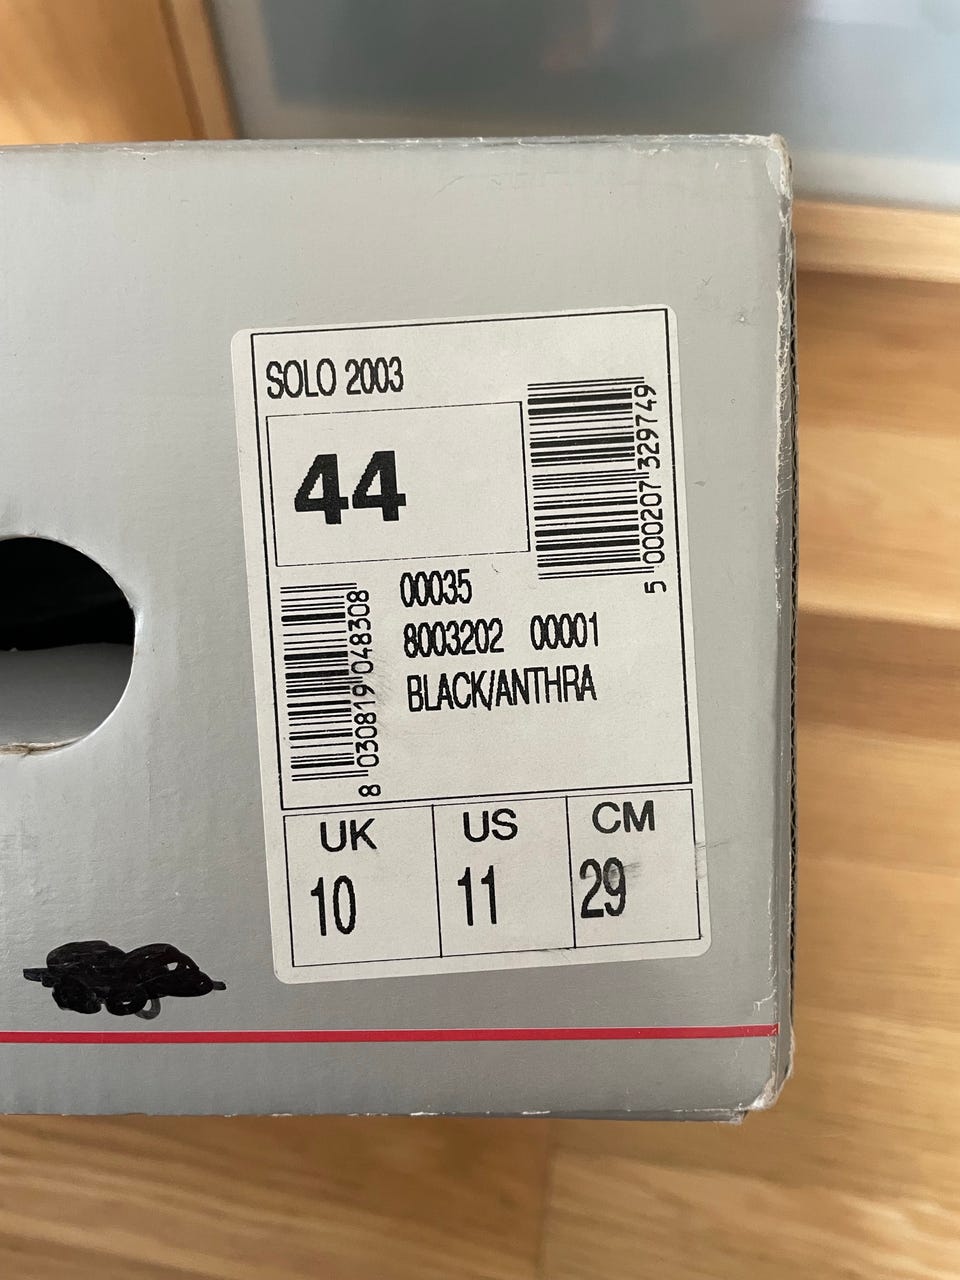 SOLO 2003
44
5 000207 329749
00035
8003202 00001
BLACK/ANTHRA
8 030819 048308
UK US CM
10 11 29